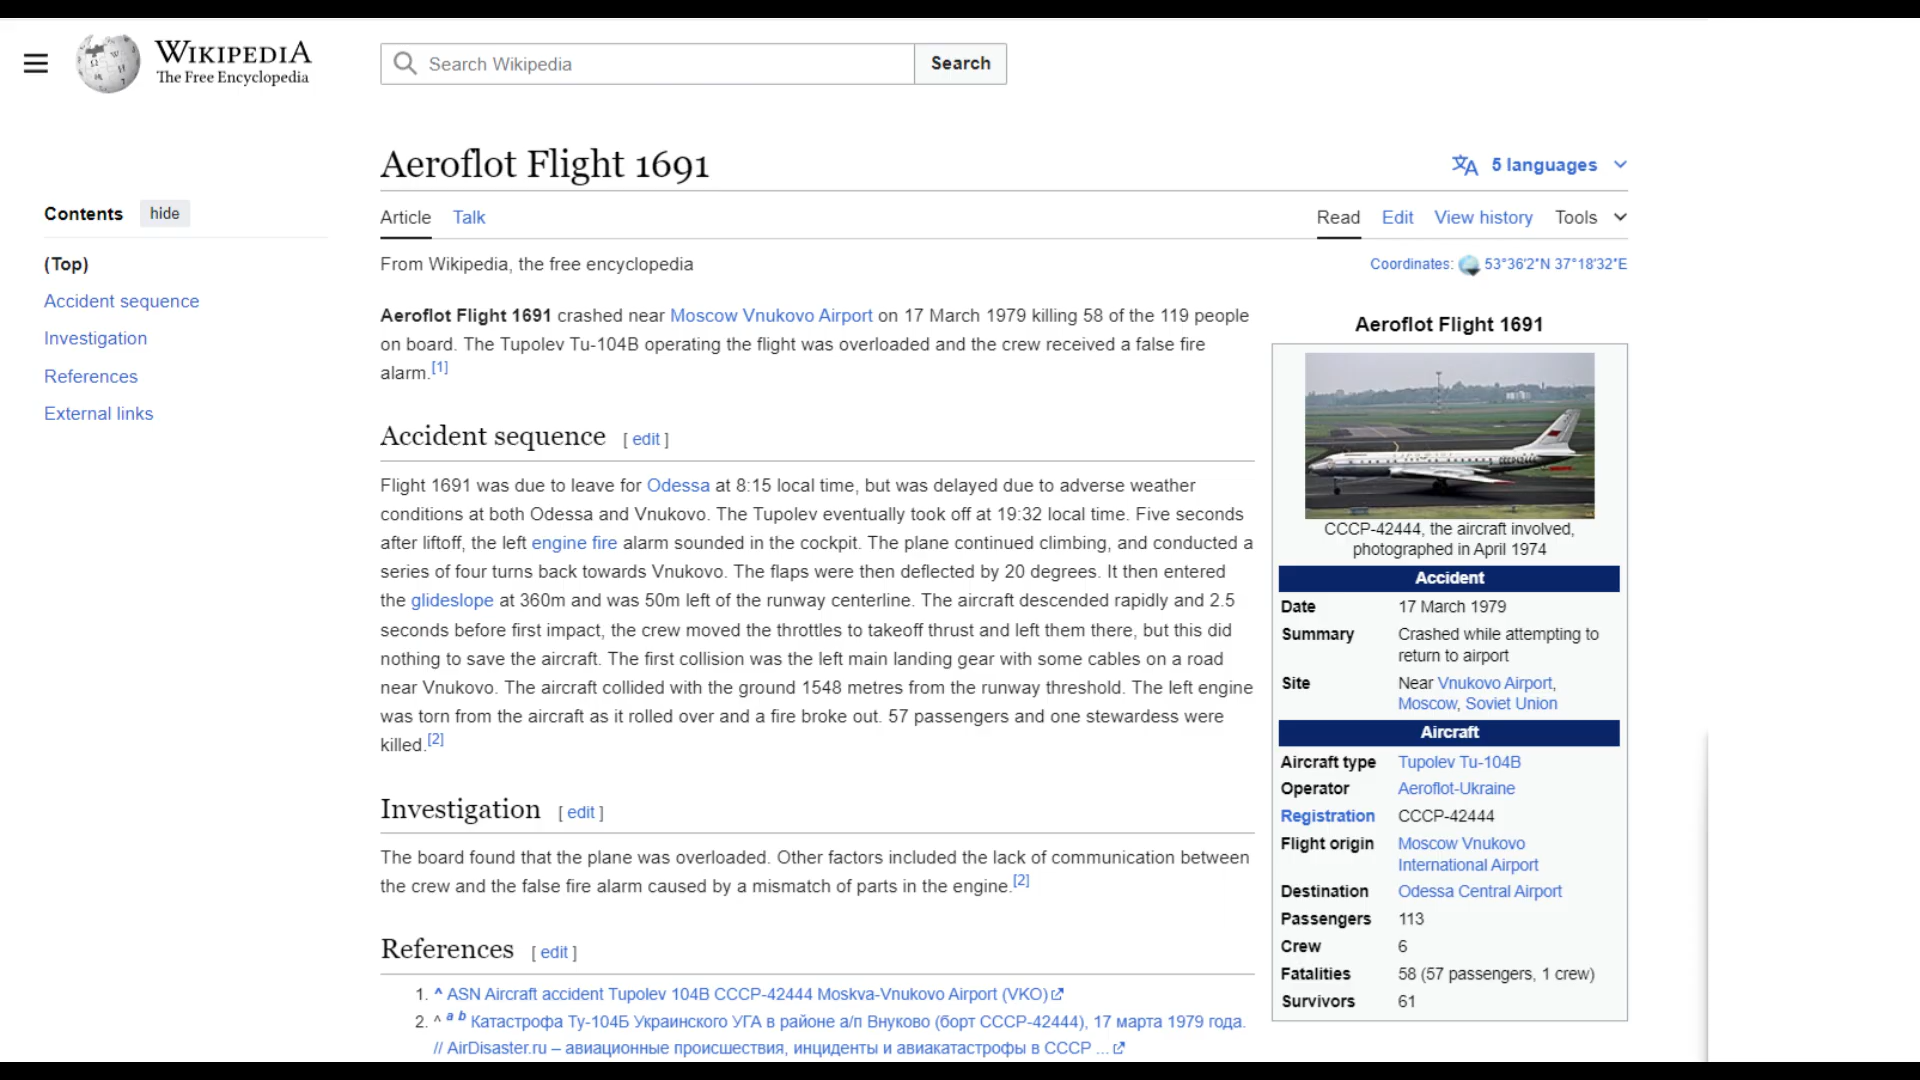 WIKIPEDIA
The Free Encyclopedia
Search Wikipedia
Search
Aeroflot Flight 1691
5 languages
Contents
hide
Article
Talk
Read
Edit
View history
Tools
(Top)
From Wikipedia, the free encyclopedia
Coordinates: 53°36′2″N 37°18′32″E
Accident sequence
Investigation
References
External links
Aeroflot Flight 1691 crashed near Moscow Vnukovo Airport on 17 March 1979 killing 58 of the 119 people
on board. The Tupolev Tu-104B operating the flight was overloaded and the crew received a false fire
alarm.[1]
Accident sequence [ edit ]
Flight 1691 was due to leave for Odessa at 8:15 local time, but was delayed due to adverse weather
conditions at both Odessa and Vnukovo. The Tupolev eventually took off at 19:32 local time. Five seconds
after liftoff, the left engine fire alarm sounded in the cockpit. The plane continued climbing, and conducted a
series of four turns back towards Vnukovo. The flaps were then deflected by 20 degrees. It then entered
the glideslope at 360m and was 50m left of the runway centerline. The aircraft descended rapidly and 2.5
seconds before first impact, the crew moved the throttles to takeoff thrust and left them there, but this did
nothing to save the aircraft. The first collision was the left main landing gear with some cables on a road
near Vnukovo. The aircraft collided with the ground 1548 metres from the runway threshold. The left engine
was torn from the aircraft as it rolled over and a fire broke out. 57 passengers and one stewardess were
killed.[2]
Investigation [ edit ]
The board found that the plane was overloaded. Other factors included the lack of communication between
the crew and the false fire alarm caused by a mismatch of parts in the engine.[2]
References [ edit ]
1. ^ ASN Aircraft accident Tupolev 104B CCCP-42444 Moskva-Vnukovo Airport (VKO)
2. ^ a b Катастрофа Ту-104Б Украинского УГА в районе а/п Внуково (борт СССР-42444), 17 марта 1979 года.
// AirDisaster.ru – авиационные происшествия, инциденты и авиакатастрофы в СССР ...
Aeroflot Flight 1691
CCCP-42444, the aircraft involved,
photographed in April 1974
Accident
Date 17 March 1979
Summary Crashed while attempting to
return to airport
Site Near Vnukovo Airport,
Moscow, Soviet Union
Aircraft
Aircraft type Tupolev Tu-104B
Operator Aeroflot-Ukraine
Registration CCCP-42444
Flight origin Moscow Vnukovo
International Airport
Destination Odessa Central Airport
Passengers 113
Crew 6
Fatalities 58 (57 passengers, 1 crew)
Survivors 61